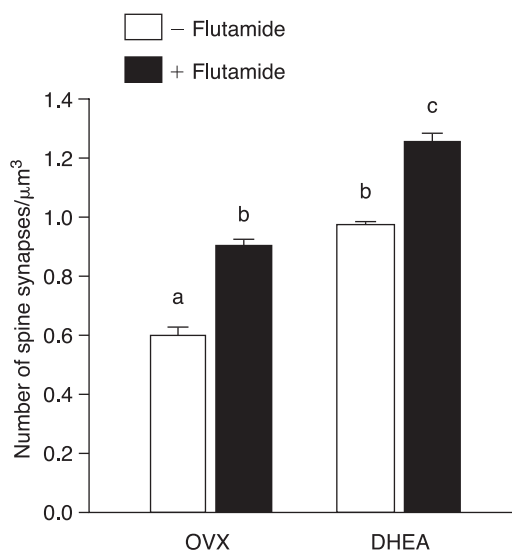 – Flutamide
+ Flutamide
Number of spine synapses/μm³
1.4
1.2
1.0
0.8
0.6
0.4
0.2
0.0
a
b
b
c
OVX
DHEA